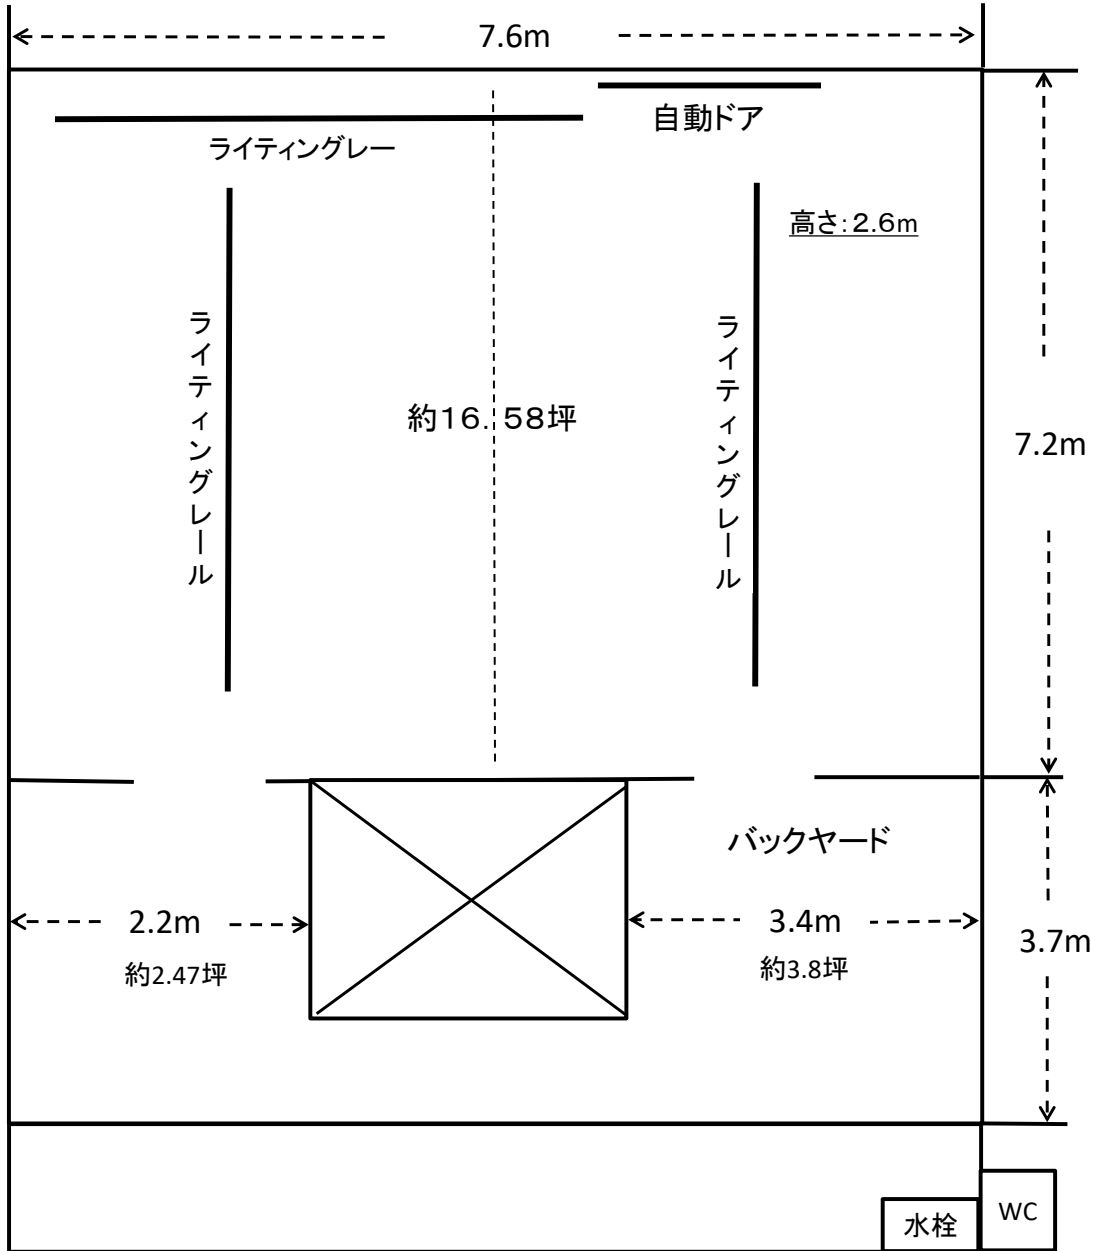 7.6m
自動ドア
ライティングレー
高さ:2.6m
ライティングレール
ライティングレール
約16.58坪
7.2m
バックヤード
2.2m
約2.47坪
3.4m
約3.8坪
3.7m
水栓
WC